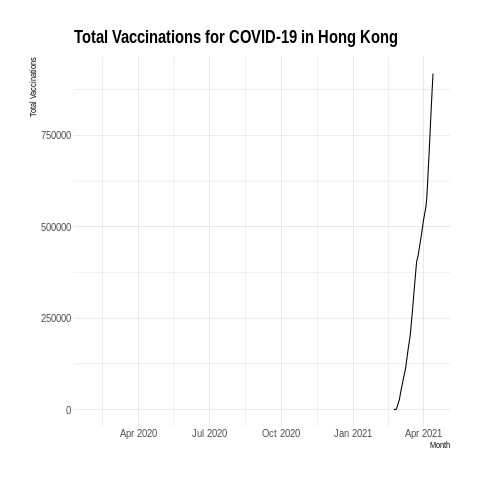 Total Vaccinations for COVID-19 in Hong Kong
Total Vaccinations
750000
500000
250000
0
Apr 2020 Jul 2020 Oct 2020 Jan 2021 Apr 2021
Month